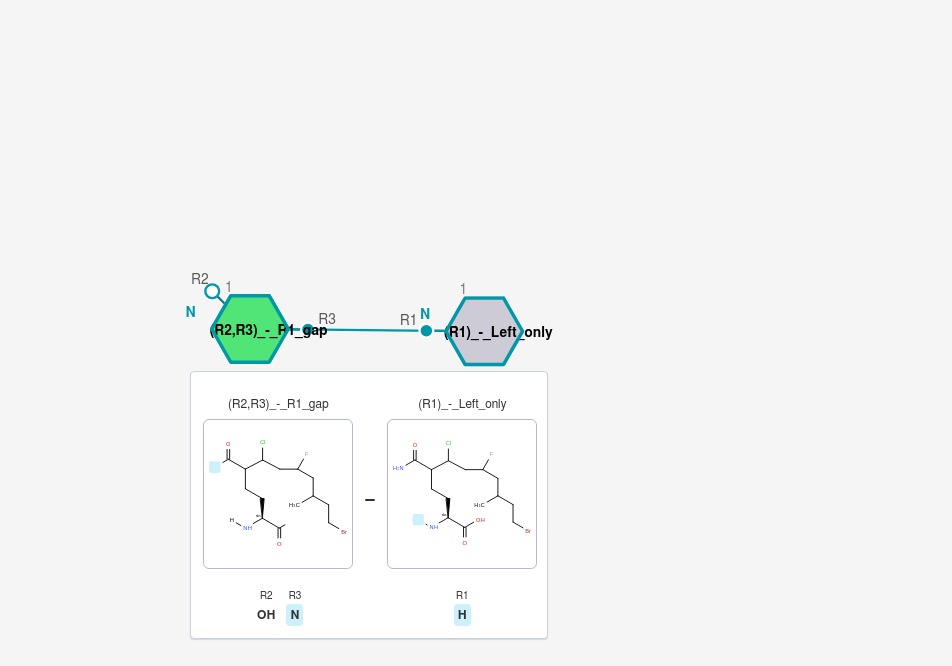 R2
1
N
(R2,R3)_-_R1_gap
R3
R1
N
1
(R1)_-_Left_only
(R2,R3)_-_R1_gap
(R1)_-_Left_only
O
Cl
F
H₃C
H
NH
O
Br
–
O
Cl
F
H₂N
H₃C
NH
OH
O
Br
R2 R3
OH N
R1
H